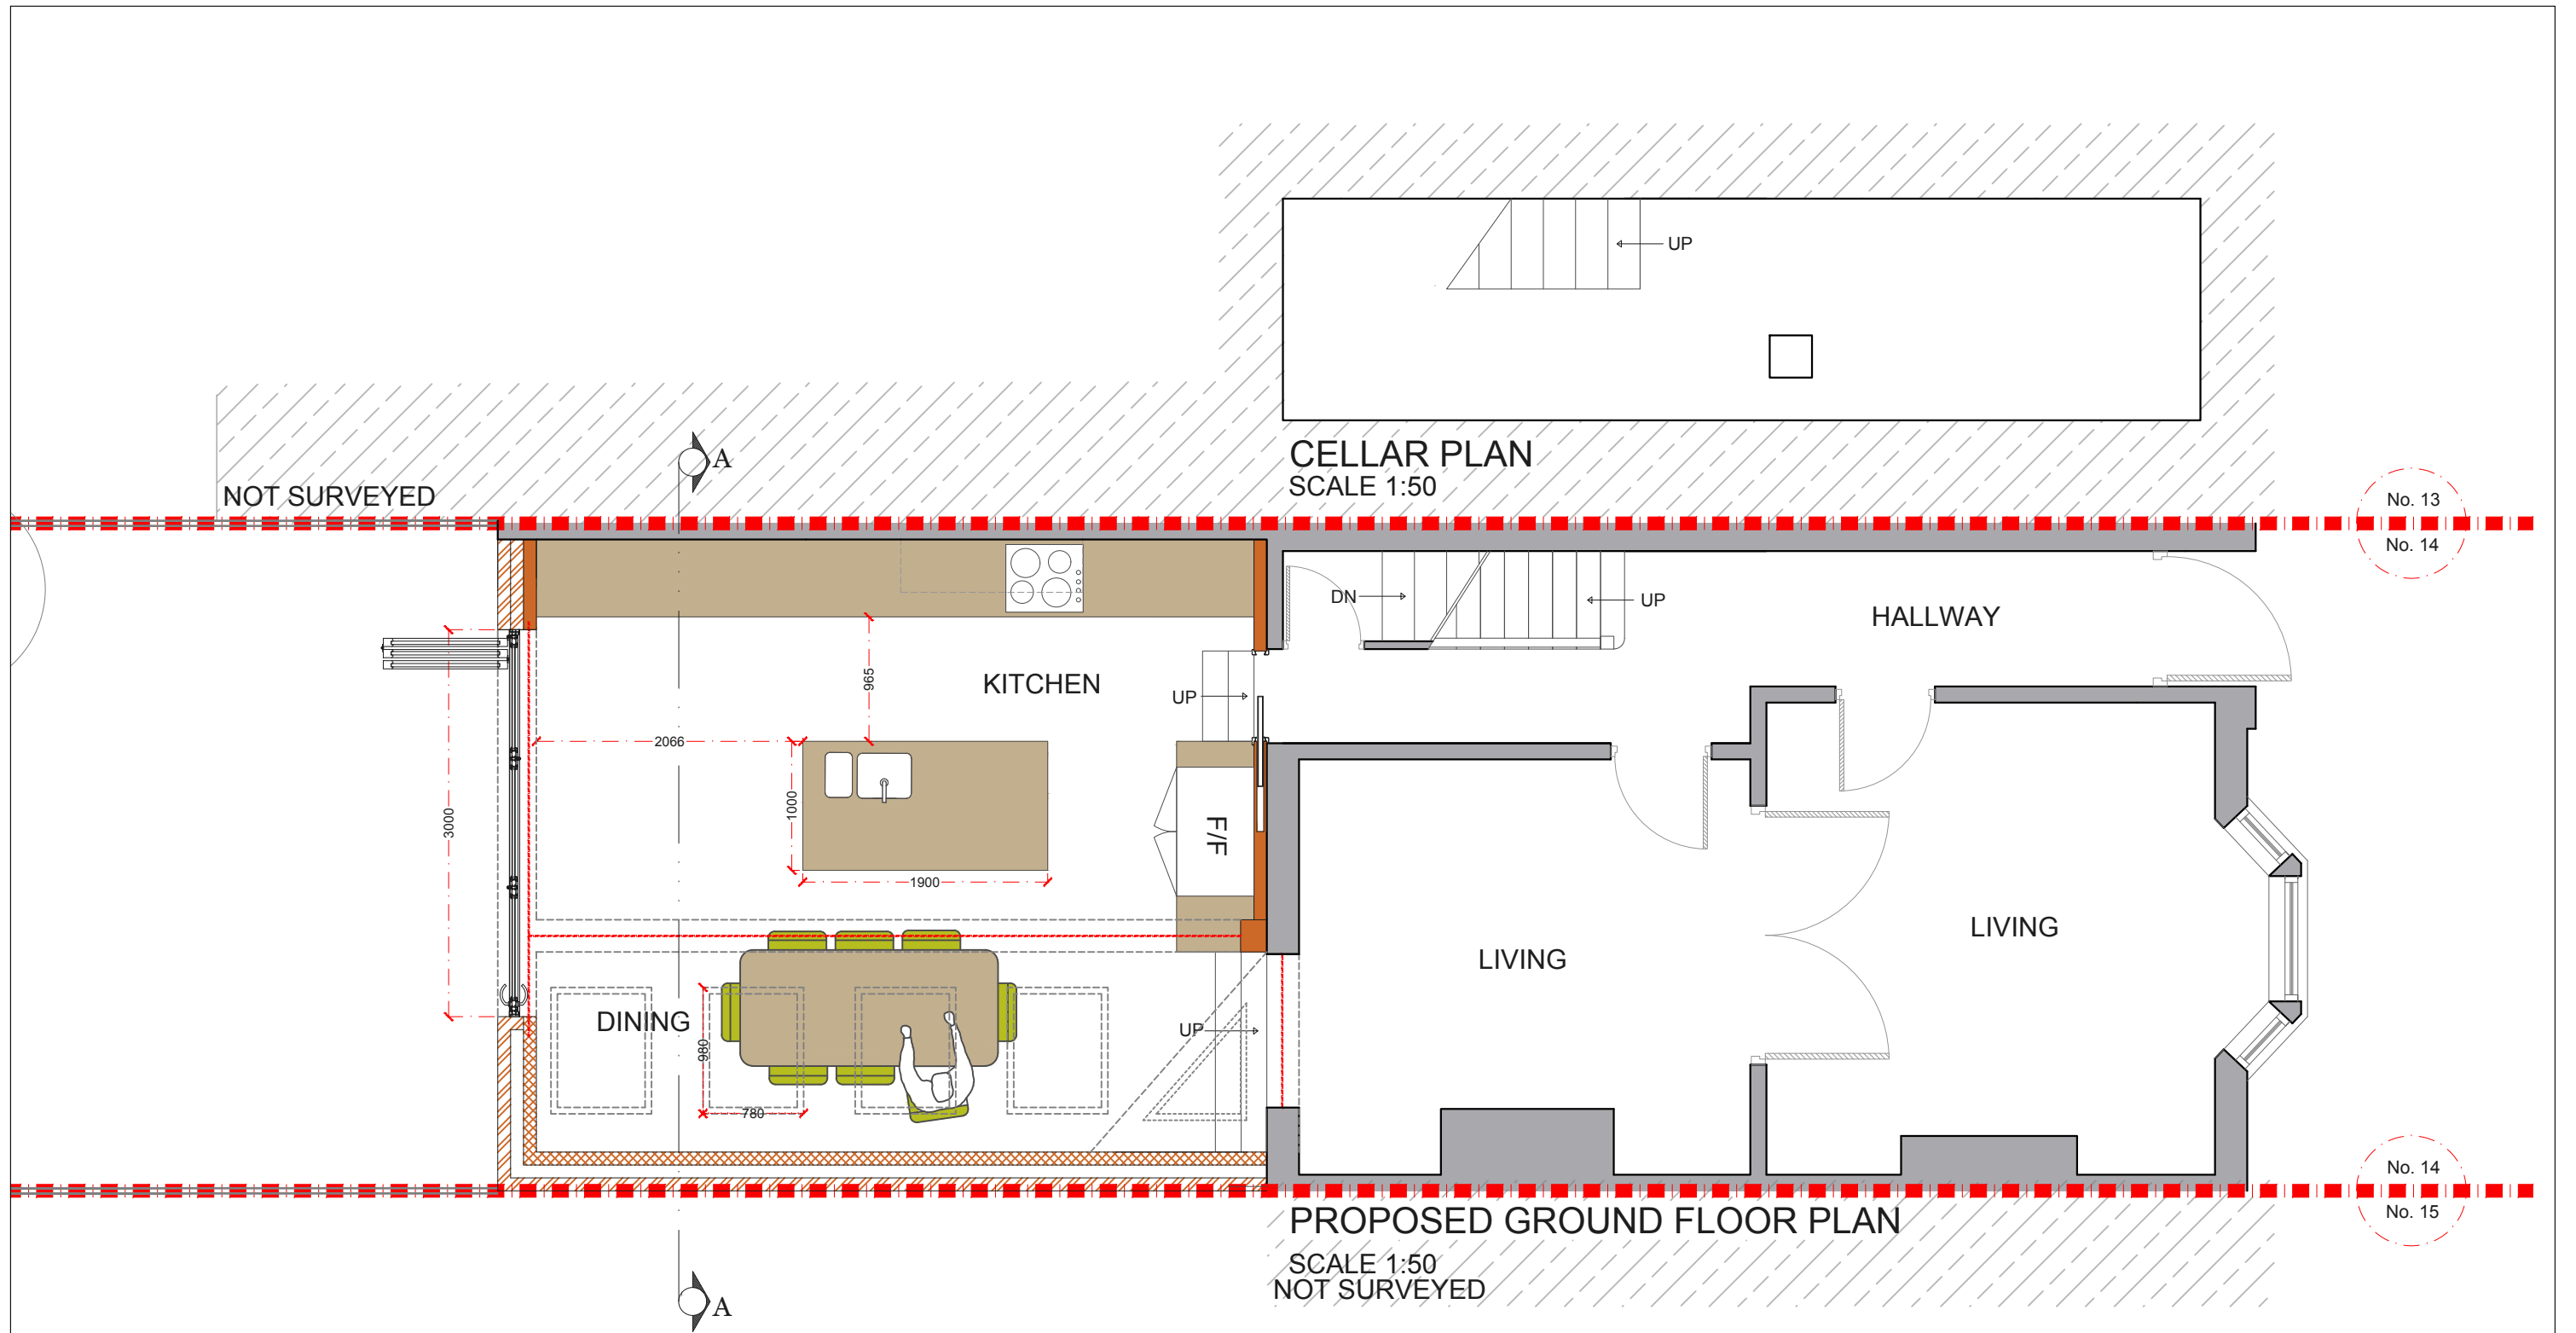 UP
CELLAR PLAN
SCALE 1:50
A
NOT SURVEYED
No. 13
No. 14
DN
UP
HALLWAY
KITCHEN
965
UP
2066
3000
1000
F/F
1900
LIVING
LIVING
DINING
980
780
UP
No. 14
No. 15
PROPOSED GROUND FLOOR PLAN
SCALE 1:50
NOT SURVEYED
A